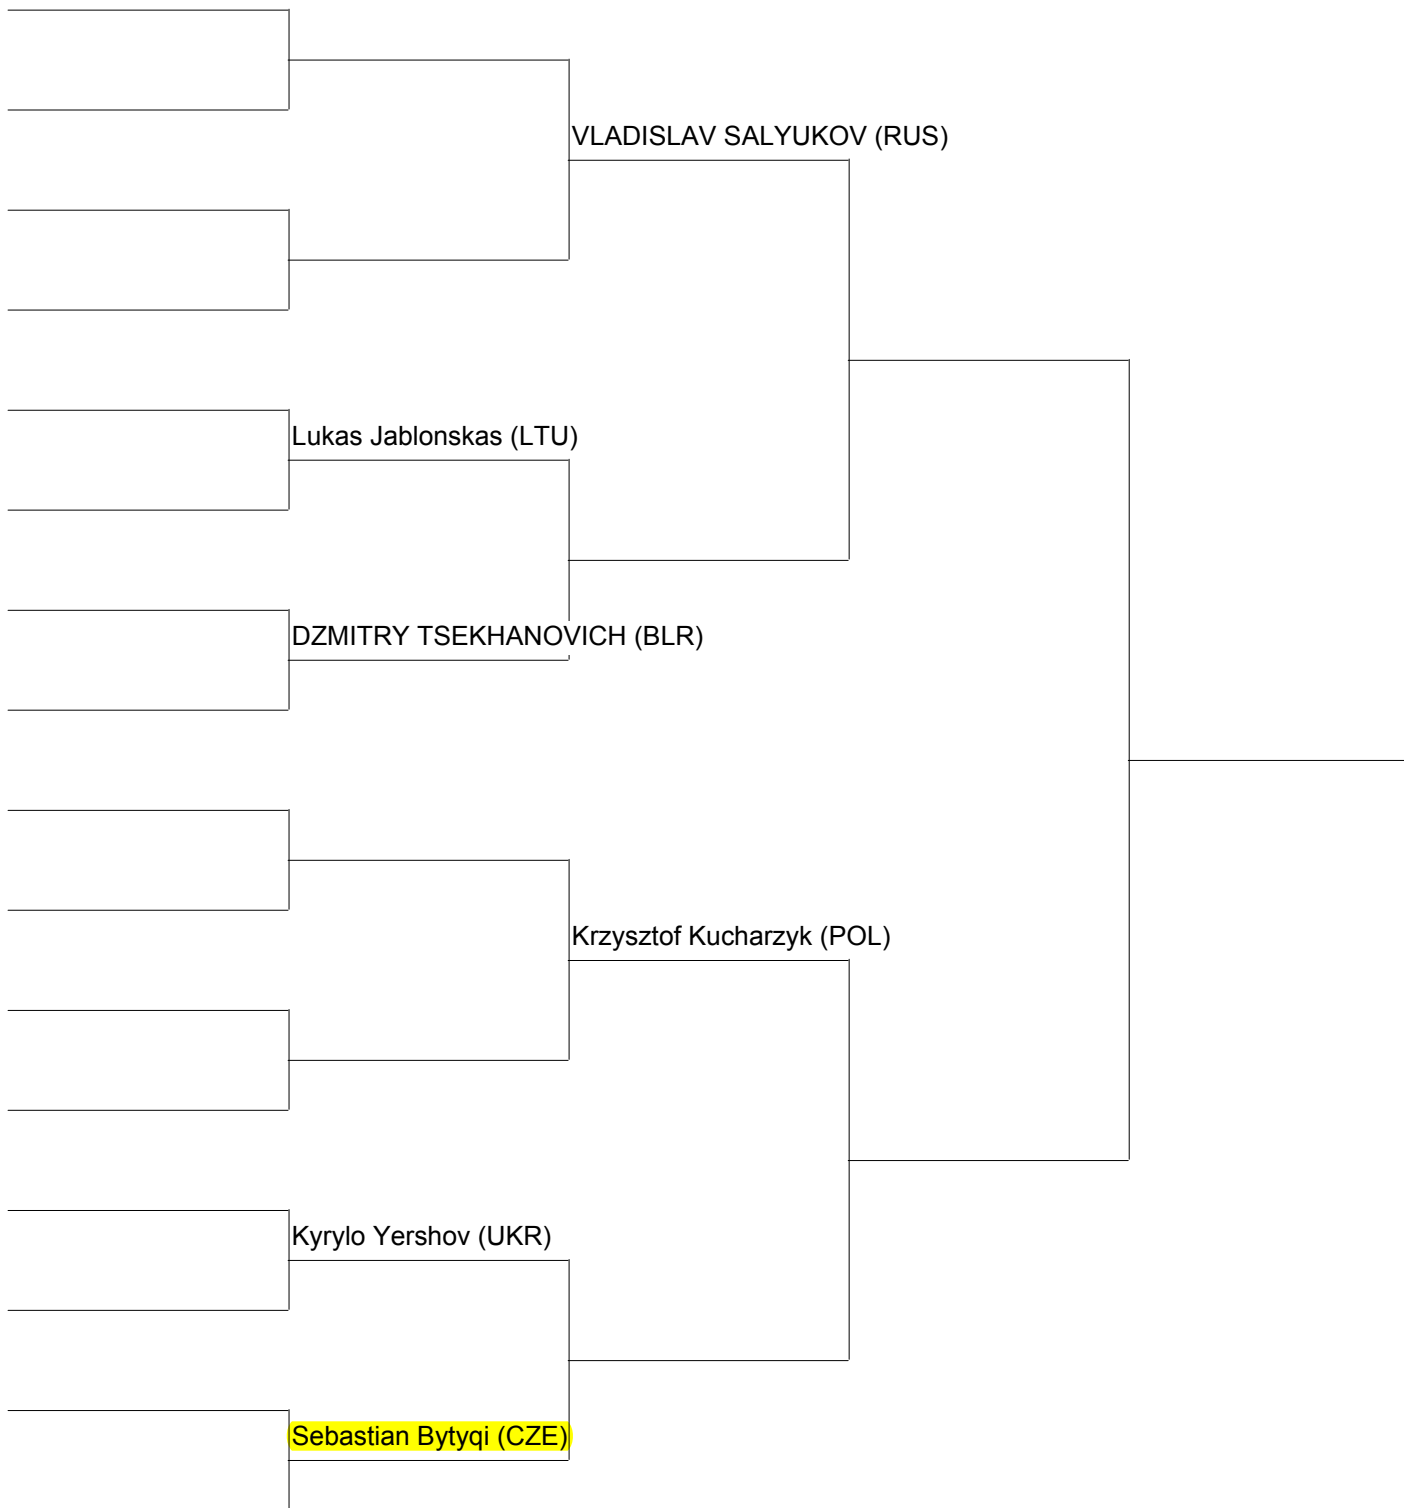 VLADISLAV SALYUKOV (RUS)
Lukas Jablonskas (LTU)
DZMITRY TSEKHANOVICH (BLR)
Krzysztof Kucharzyk (POL)
Kyrylo Yershov (UKR)
Sebastian Bytyqi (CZE)